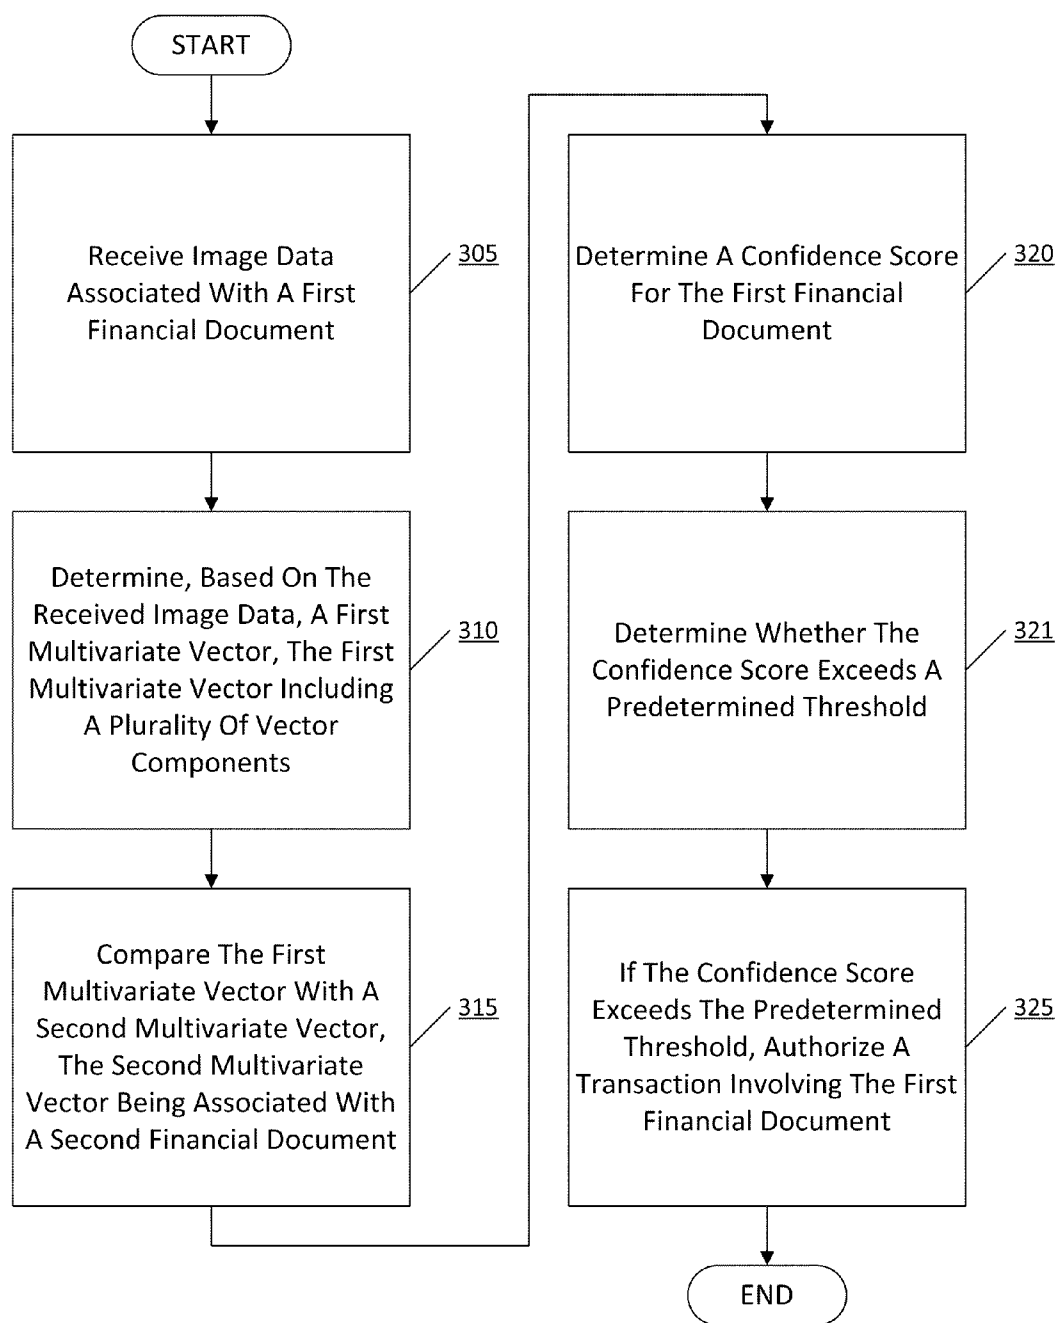 START
Receive Image Data
Associated With A First
Financial Document
305
Determine, Based On The
Received Image Data, A First
Multivariate Vector, The First
Multivariate Vector Including
A Plurality Of Vector
Components
310
Compare The First
Multivariate Vector With A
Second Multivariate Vector,
The Second Multivariate
Vector Being Associated With
A Second Financial Document
315
Determine A Confidence Score
For The First Financial
Document
320
Determine Whether The
Confidence Score Exceeds A
Predetermined Threshold
321
If The Confidence Score
Exceeds The Predetermined
Threshold, Authorize A
Transaction Involving The First
Financial Document
325
END